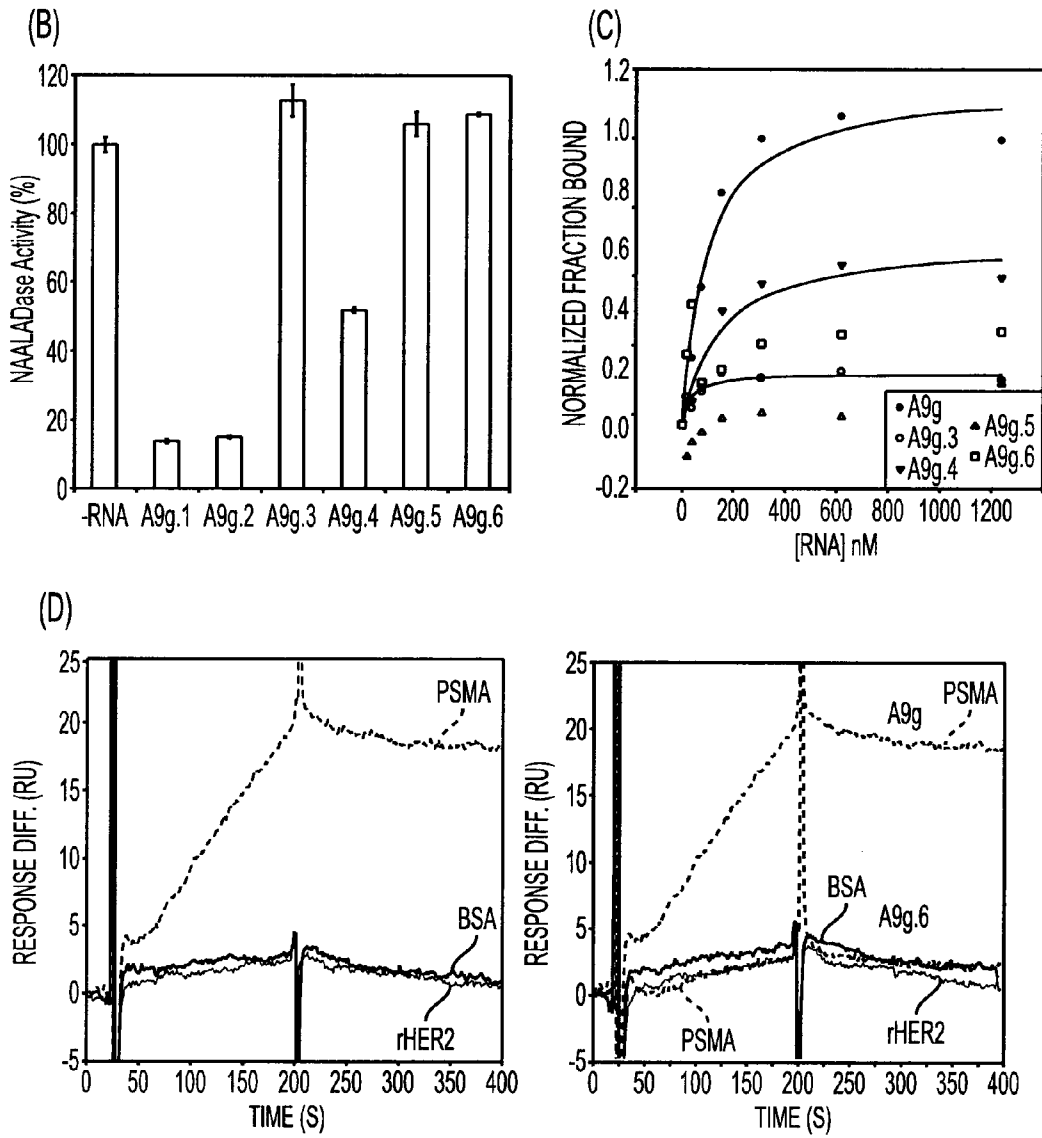 (B)
NAALADase Activity (%)
120
100
80
60
40
20
0
-RNA A9g.1 A9g.2 A9g.3 A9g.4 A9g.5 A9g.6
(C)
NORMALIZED FRACTION BOUND
1.2
1.0
0.8
0.6
0.4
0.2
0.0
-0.2
A9g
A9g.3
A9g.4
A9g.5
A9g.6
0 200 400 600 800 1000 1200
[RNA] nM
(D)
RESPONSE DIFF. (RU)
25
20
15
10
5
0
-5
PSMA
BSA
rHER2
0 50 100 150 200 250 300 350 400
TIME (S)
RESPONSE DIFF. (RU)
25
20
15
10
5
0
-5
A9g
PSMA
BSA
A9g.6
PSMA
rHER2
0 50 100 150 200 250 300 350 400
TIME (S)